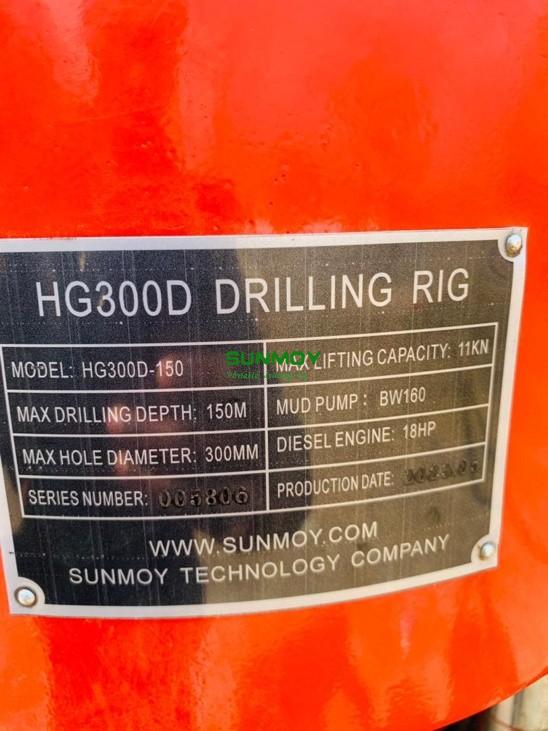 HG300D DRILLING RIG
MODEL: HG300D-150
MAX LIFTING CAPACITY: 11KN
SUNMOY
MAX DRILLING DEPTH: 150M
MUD PUMP: BW160
MAX HOLE DIAMETER: 300MM
DIESEL ENGINE: 18HP
SERIES NUMBER: 005806
PRODUCTION DATE:
WWW.SUNMOY.COM
SUNMOY TECHNOLOGY COMPANY